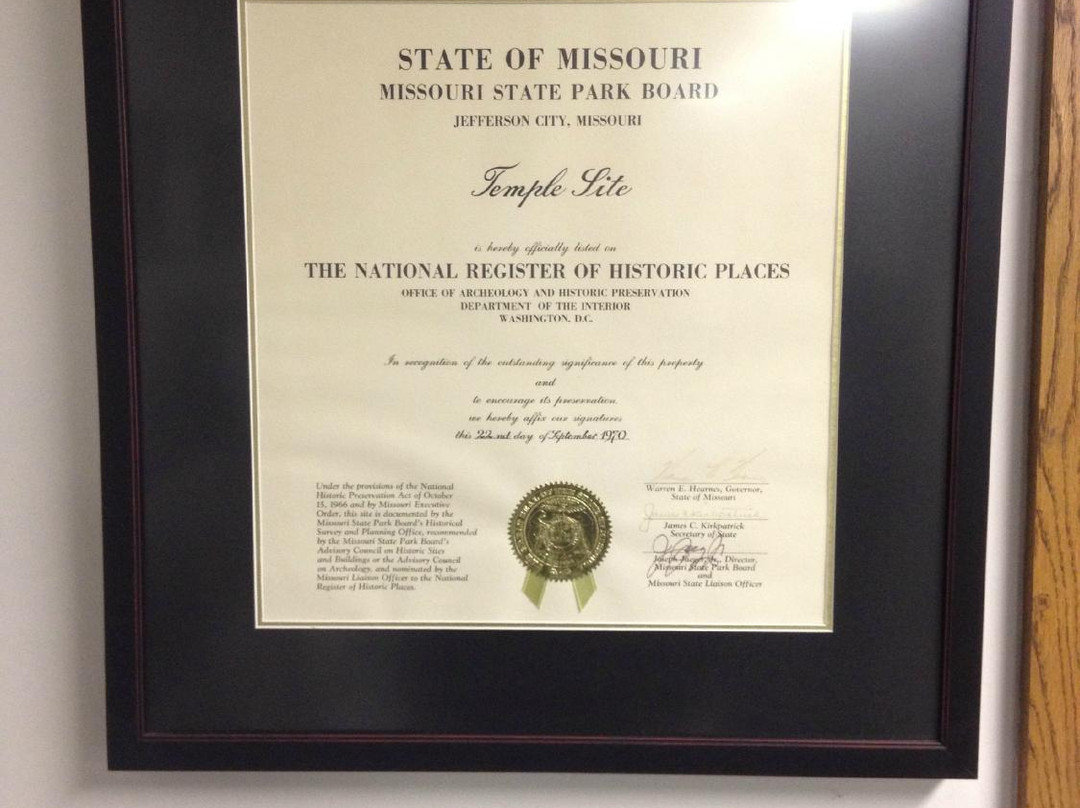 STATE OF MISSOURI
MISSOURI STATE PARK BOARD
JEFFERSON CITY, MISSOURI
Temple Site
is hereby officially listed on
THE NATIONAL REGISTER OF HISTORIC PLACES
OFFICE OF ARCHEOLOGY AND HISTORIC PRESERVATION
DEPARTMENT OF THE INTERIOR
WASHINGTON, D.C.
In recognition of the outstanding significance of this property
and
to encourage its preservation,
we hereby affix our signatures
this 22nd day of September 1970
Under the provisions of the National
Historic Preservation Act of October
15, 1966 and by Missouri Executive
Order, this site is documented by the
Missouri State Park Board's Historical
Survey and Planning Office, recommended
by the Missouri State Park Board's
Advisory Council on Historic Sites
and Buildings or the Advisory Council
on Archeology, and nominated by the
Missouri Liaison Officer to the National
Register of Historic Places.
Warren E. Hearnes, Governor,
State of Missouri
James C. Kirkpatrick
James C. Kirkpatrick
Secretary of State
Joseph Jaeger, Jr., Director,
Missouri State Park Board
and
Missouri State Liaison Officer